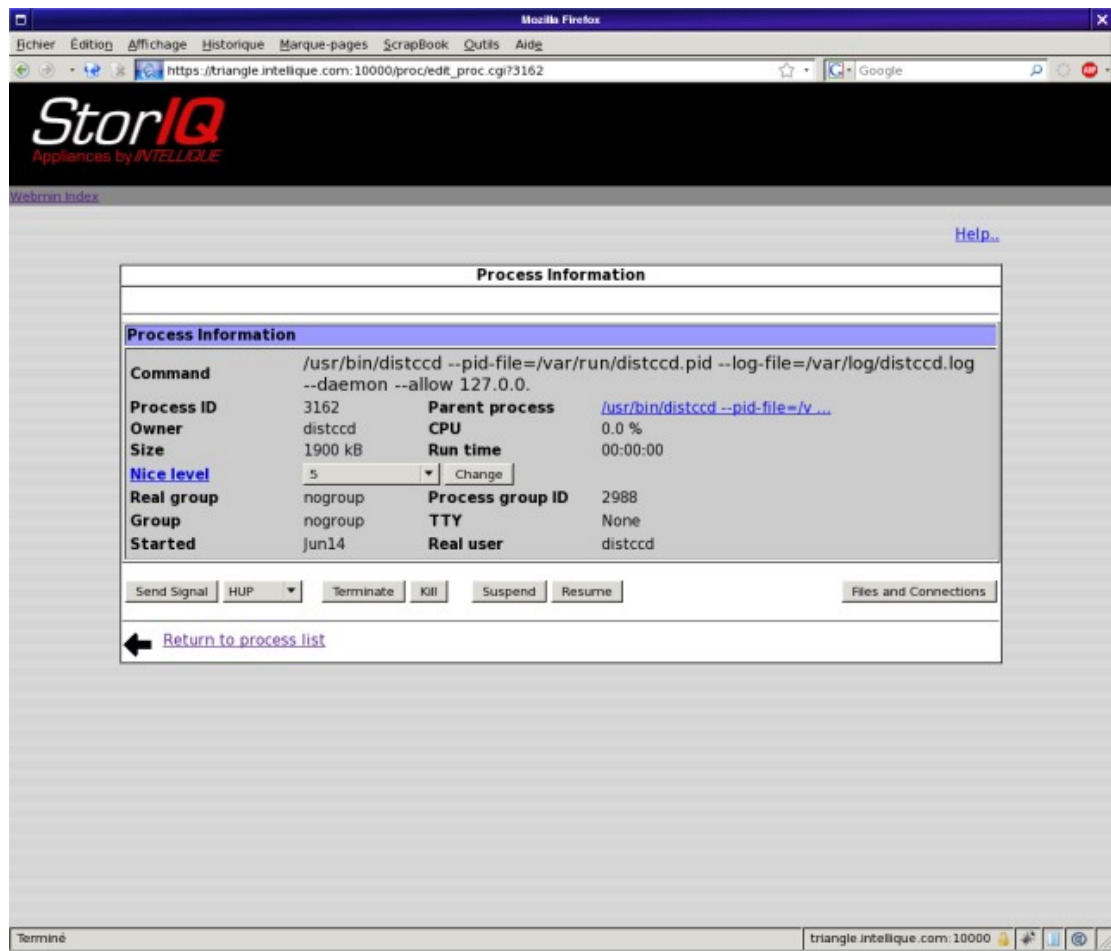 Mozilla Firefox
Fichier Édition Affichage Historique Marque-pages ScrapBook Outils Aide
https://triangle.intellique.com:10000/proc/edit_proc.cgi?3162 Google ABP
StorIQ
Appliances by INTELLIQUE
Webmin Index
Help..
Process Information
Process Information
Command /usr/bin/distccd --pid-file=/var/run/distccd.pid --log-file=/var/log/distccd.log
--daemon --allow 127.0.0.
Process ID 3162 Parent process /usr/bin/distccd --pid-file=/v ...
Owner distccd CPU 0.0 %
Size 1900 kB Run time 00:00:00
Nice level 5 Change
Real group nogroup Process group ID 2988
Group nogroup TTY None
Started Jun14 Real user distccd
Send Signal HUP Terminate Kill Suspend Resume Files and Connections
Return to process list
Terminé triangle.intellique.com:10000